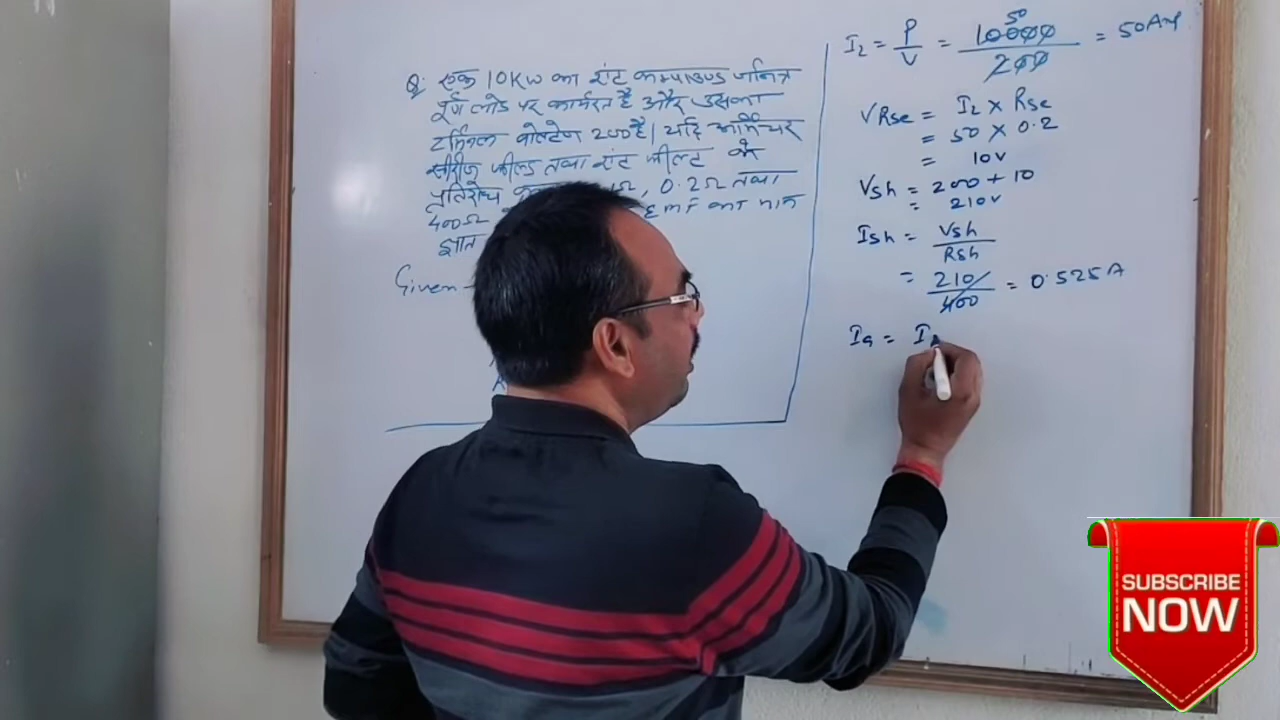 Q. एक 10KW का शंट कम्पाउण्ड जनित्र
पूर्ण लोड पर कार्यरत है और उसका
टर्मिनल वोल्टेज 200 है। यदि आर्मेचर
सीरीज फील्ड तथा शंट फील्ड के
प्रतिरोध Ω, 0.2Ω तथा
400Ω EMF का मान
ज्ञात
Given
I2 = P/V = 10000/200 = 50Amp
50
VRse = I2 × Rse
= 50 × 0.2
= 10V
Vsh = 200 + 10
= 210V
Ish = Vsh/Rsh
= 210/400 = 0.525A
Ia = I
SUBSCRIBE
NOW